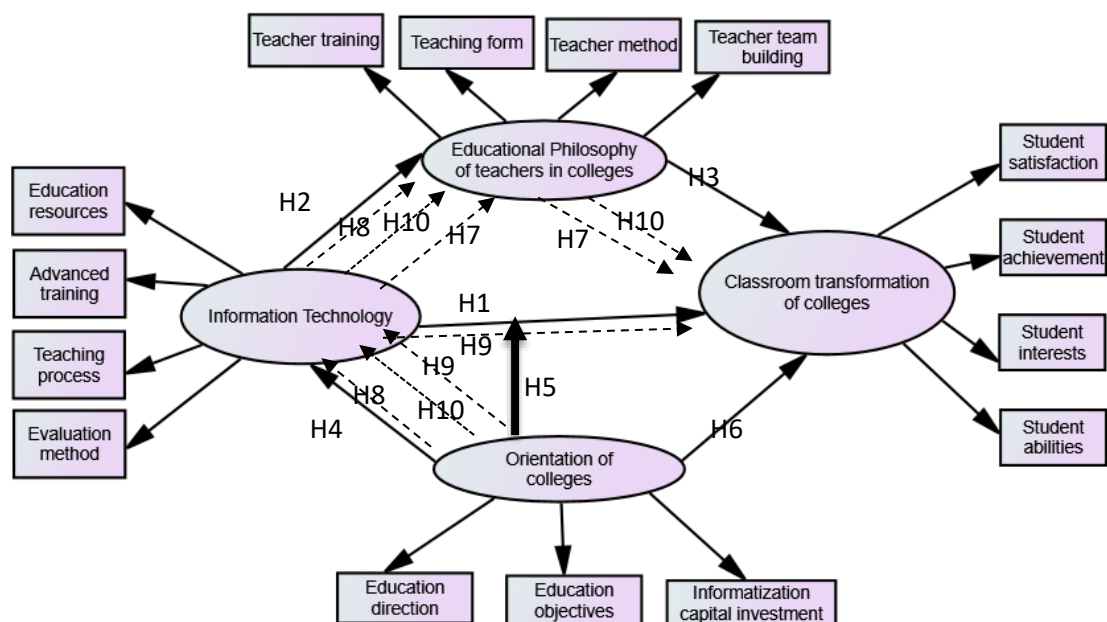 Teacher training
Teaching form
Teacher method
Teacher team
building
Educational Philosophy
of teachers in colleges
Student
satisfaction
Education
resources
H2
H3
H8
H10
H7
H7
H10
Student
achievement
Advanced
training
Information Technology
H1
Classroom transformation
of colleges
H9
Teaching
process
H9
Student
interests
H8
H10
H5
H4
H6
Evaluation
method
Student
abilities
Orientation of
colleges
Education
direction
Education
objectives
Informatization
capital investment